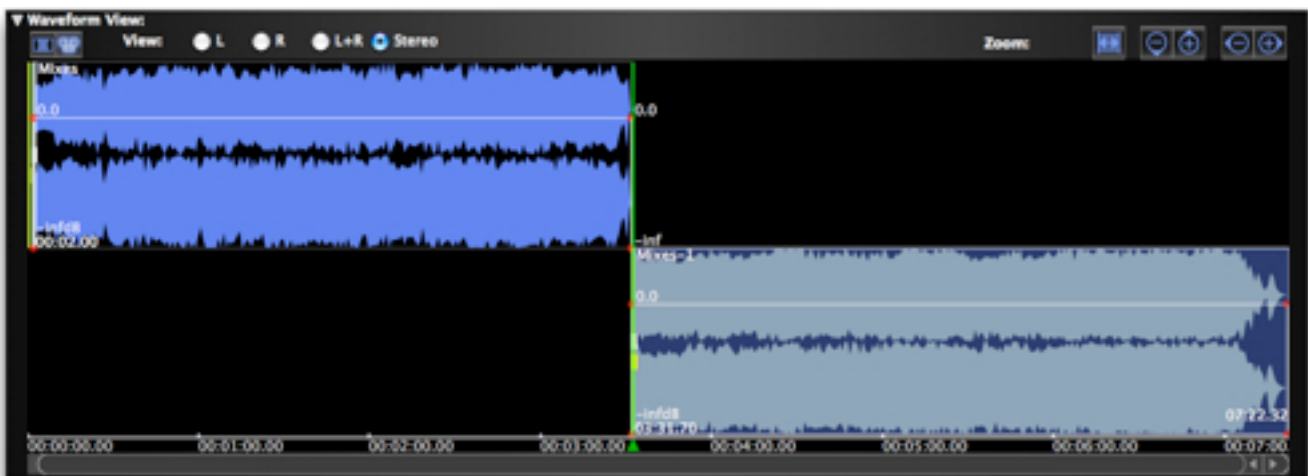 Waveform View:
View: L R L+R Stereo Zoom:
Mixes
0.0 0.0
-infdB
00:02.00 -inf
Mixes-1
0.0
-infdB 07:22.32
03:31.70
00:00:00.00 00:01:00.00 00:02:00.00 00:03:00.00 00:04:00.00 00:05:00.00 00:06:00.00 00:07:00.